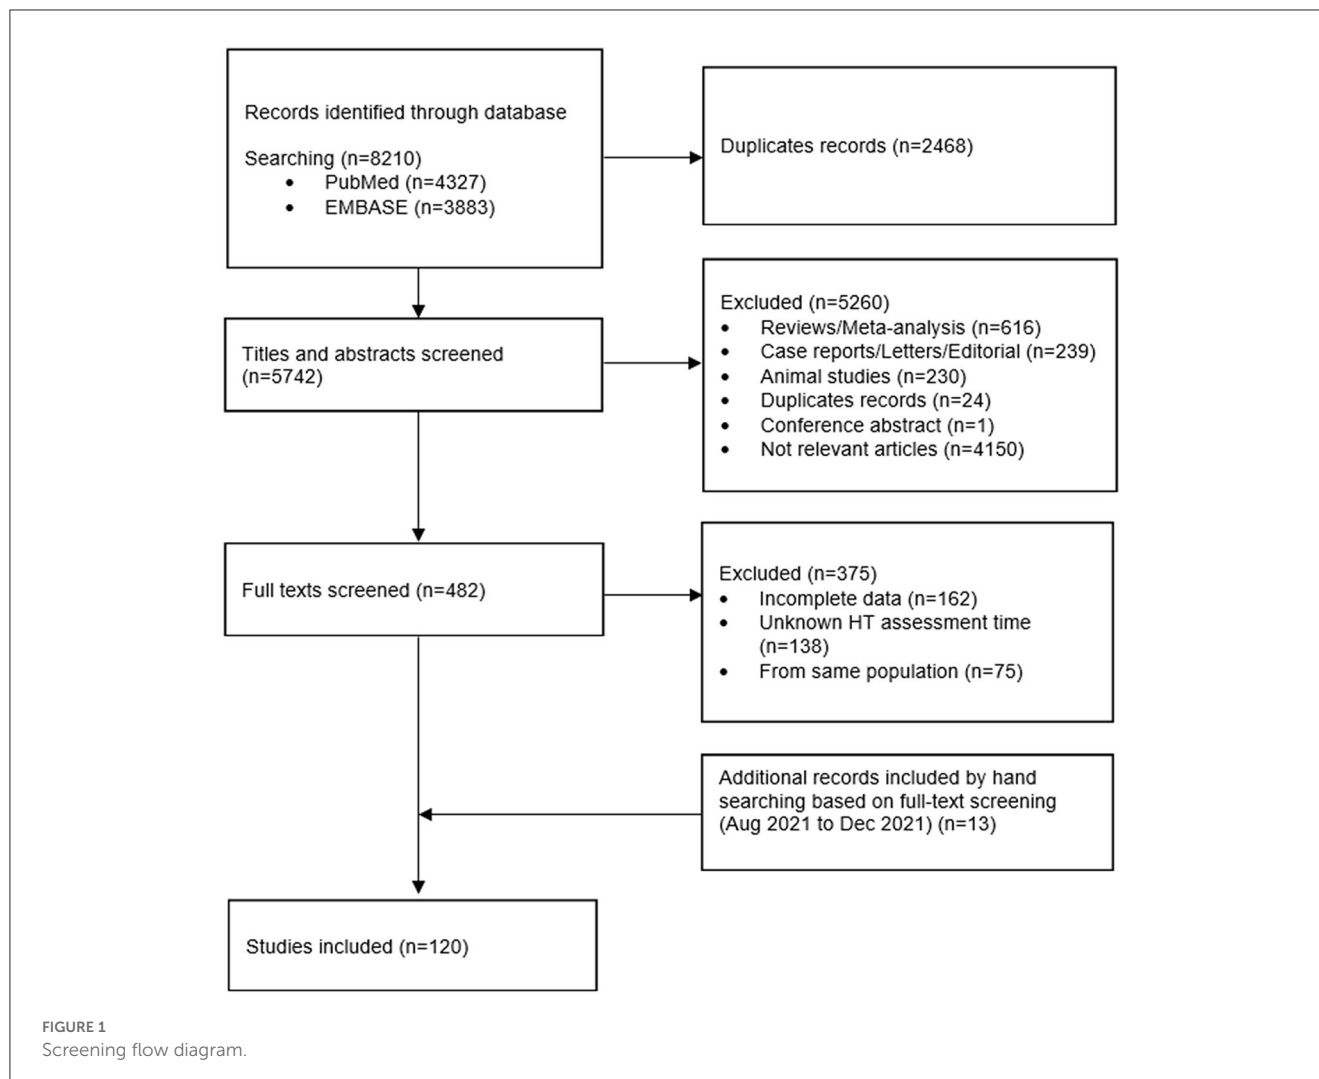 Records identified through database
Searching (n=8210)
• PubMed (n=4327)
• EMBASE (n=3883)
Duplicates records (n=2468)
Titles and abstracts screened
(n=5742)
Excluded (n=5260)
• Reviews/Meta-analysis (n=616)
• Case reports/Letters/Editorial (n=239)
• Animal studies (n=230)
• Duplicates records (n=24)
• Conference abstract (n=1)
• Not relevant articles (n=4150)
Full texts screened (n=482)
Excluded (n=375)
• Incomplete data (n=162)
• Unknown HT assessment time
(n=138)
• From same population (n=75)
Additional records included by hand
searching based on full-text screening
(Aug 2021 to Dec 2021) (n=13)
Studies included (n=120)
FIGURE 1
Screening flow diagram.